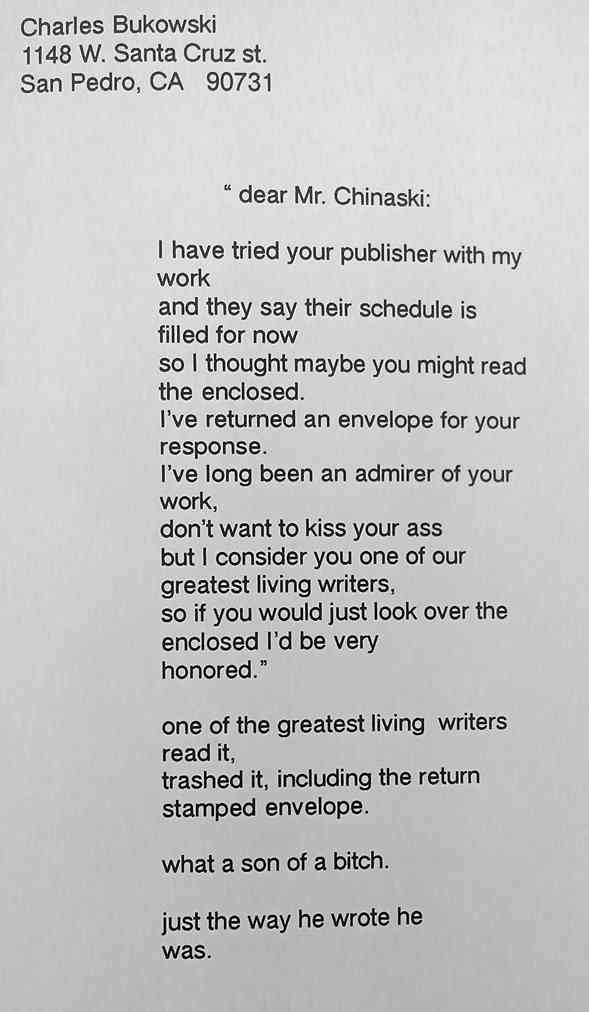 Charles Bukowski
1148 W. Santa Cruz st.
San Pedro, CA 90731
“ dear Mr. Chinaski:
I have tried your publisher with my
work
and they say their schedule is
filled for now
so I thought maybe you might read
the enclosed.
I’ve returned an envelope for your
response.
I’ve long been an admirer of your
work,
don’t want to kiss your ass
but I consider you one of our
greatest living writers,
so if you would just look over the
enclosed I’d be very
honored.”
one of the greatest living writers
read it,
trashed it, including the return
stamped envelope.
what a son of a bitch.
just the way he wrote he
was.